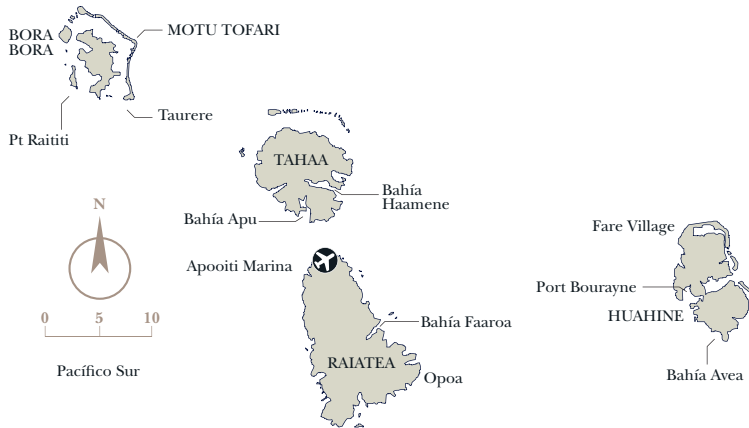 BORA
BORA
MOTU TOFARI
Taurere
Pt Raititi
TAHAA
Bahía
Haamene
Bahía Apu
N
Fare Village
Apooiti Marina
Port Bourayne
0 5 10
HUAHINE
Bahía Faaroa
RAIATEA
Pacífico Sur
Opoa
Bahía Avea